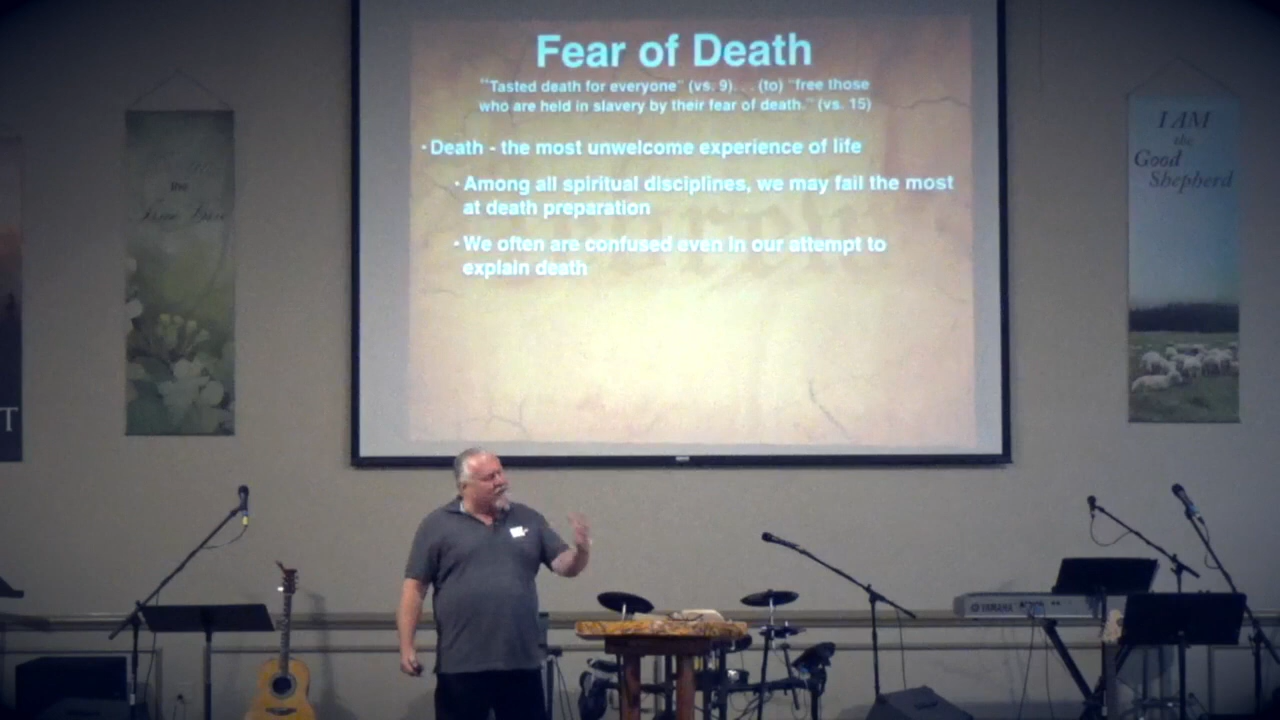 Fear of Death
"Tasted death for everyone" (vs. 9). . . (to) "free those
who are held in slavery by their fear of death." (vs. 15)
· Death - the most unwelcome experience of life
· Among all spiritual disciplines, we may fail the most
at death preparation
· We often are confused even in our attempt to
explain death
the
I AM
the
Good
Shepherd
T
YAMAHA